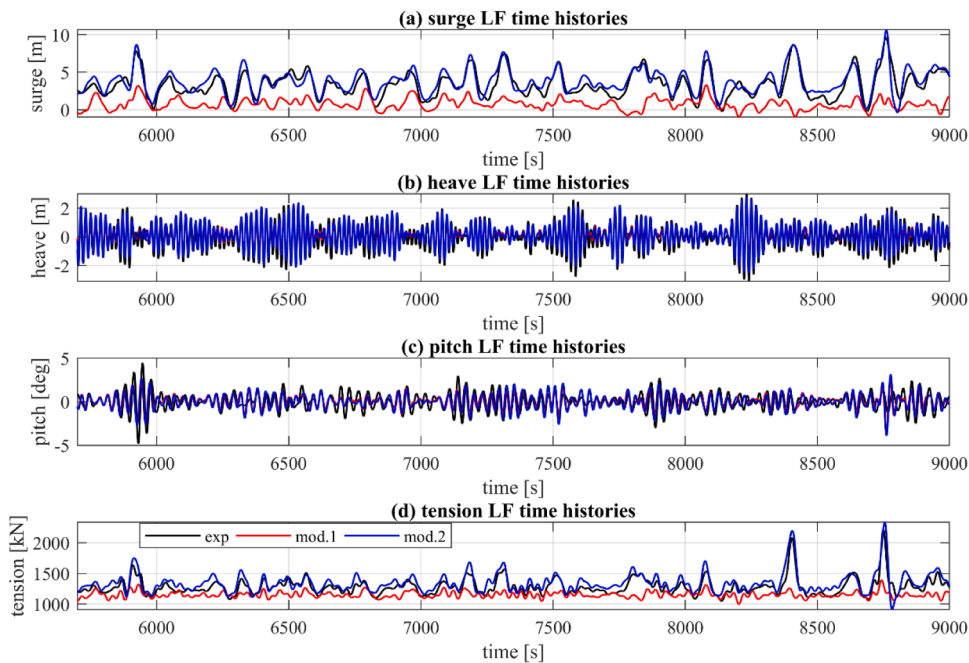 (a) surge LF time histories
surge [m]
10
5
0
6000 6500 7000 7500 8000 8500 9000
time [s]
(b) heave LF time histories
heave [m]
2
0
-2
6000 6500 7000 7500 8000 8500 9000
time [s]
(c) pitch LF time histories
pitch [deg]
5
0
-5
6000 6500 7000 7500 8000 8500 9000
time [s]
(d) tension LF time histories
tension [kN]
exp mod.1 mod.2
2000
1500
1000
6000 6500 7000 7500 8000 8500 9000
time [s]